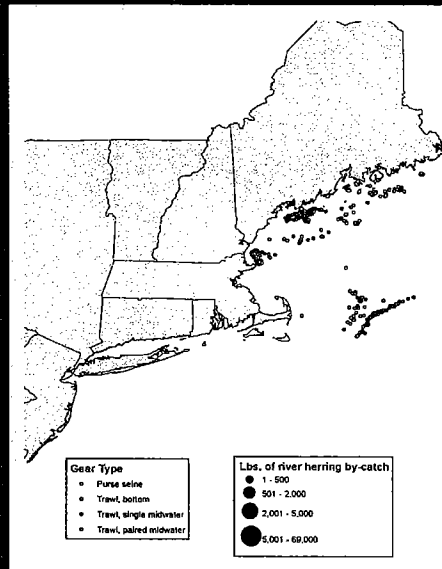 Gear Type
Purse seine
Trawl, bottom
Trawl, single midwater
Trawl, paired midwater
Lbs. of river herring by-catch
1 - 500
501 - 2,000
2,001 - 5,000
5,001 - 69,000